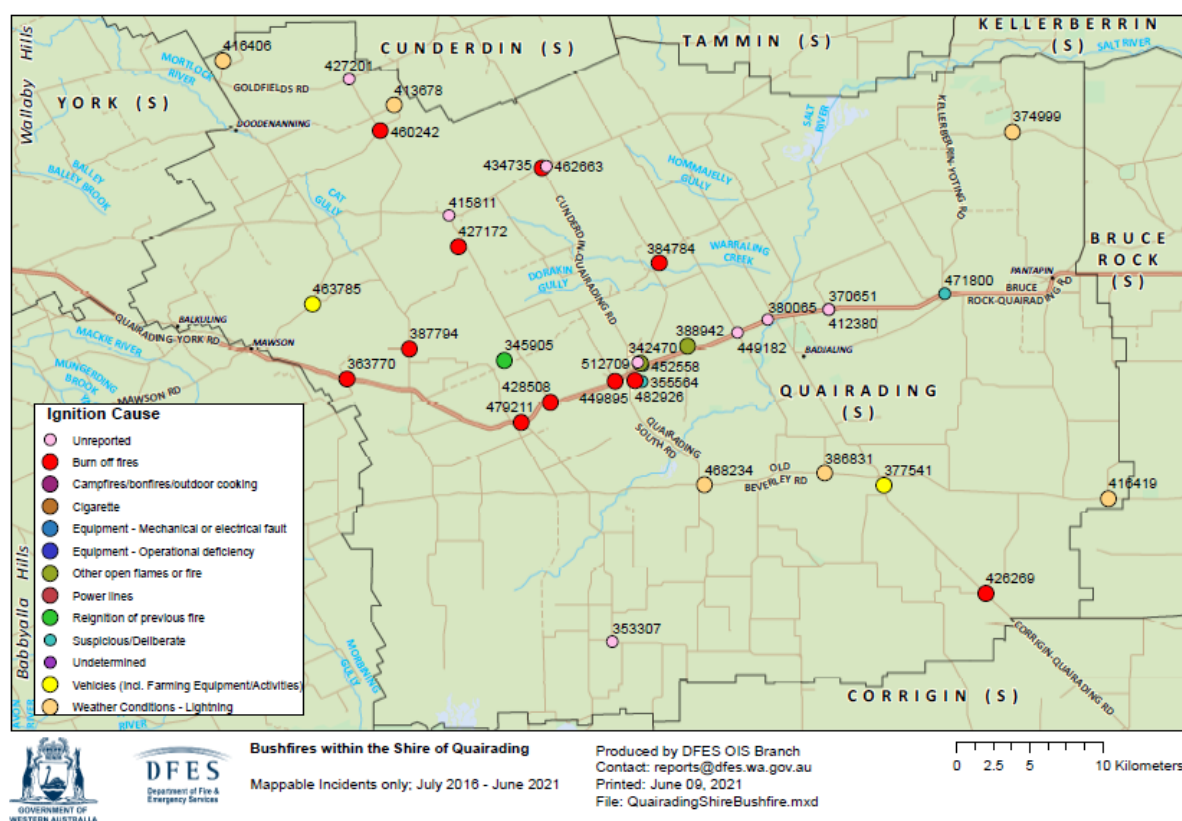 KELLERBERRIN
(S)
TAMMIN (S)
CUNDERDIN (S)
YORK (S)
Wallaby Hills
SALT RIVER
416406
427201
MORTLOCK
RIVER
GOLDFIELDS RD
413678
DOODENANNING
460242
SALT
RIVER
KELLERBERRIN-YOTING RD
374999
434735
462663
HOMMAJELLY
GULLY
BALLEY
BALLEY BROOK
CAT
GULLY
415811
427172
CUNDERDIN-QUAIRADING RD
384784
WARRALING
CREEK
BRUCE
ROCK
(S)
DORAKIN
GULLY
471800
PANTAPIN
BRUCE
ROCK-QUAIRADING RD
463785
370651
380065
412380
BALKULING
QUAIRADING-YORK RD
MACKIE RIVER
MAWSON
387794
345905
388942
342470
449182
BADJALING
MUNGERDING
BROOK
MAWSON RD
363770
512709
452558
355564
428508
449895
482926
QUAIRADING
(S)
479211
QUAIRADING
SOUTH RD
468234
OLD
BEVERLEY RD
386831
377541
416419
426269
353307
CORRIGIN-QUAIRADING RD
CORRIGIN (S)
Babbyalla Hills
MORBINING
GULLY
AVON
RIVER
RIVER
Ignition Cause
Unreported
Burn off fires
Campfires/bonfires/outdoor cooking
Cigarette
Equipment - Mechanical or electrical fault
Equipment - Operational deficiency
Other open flames or fire
Power lines
Reignition of previous fire
Suspicious/Deliberate
Undetermined
Vehicles (incl. Farming Equipment/Activities)
Weather Conditions - Lightning
GOVERNMENT OF
WESTERN AUSTRALIA
DFES
Department of Fire &
Emergency Services
Bushfires within the Shire of Quairading
Mappable Incidents only; July 2016 - June 2021
Produced by DFES OIS Branch
Contact: reports@dfes.wa.gov.au
Printed: June 09, 2021
File: QuairadingShireBushfire.mxd
0 2.5 5 10 Kilometers